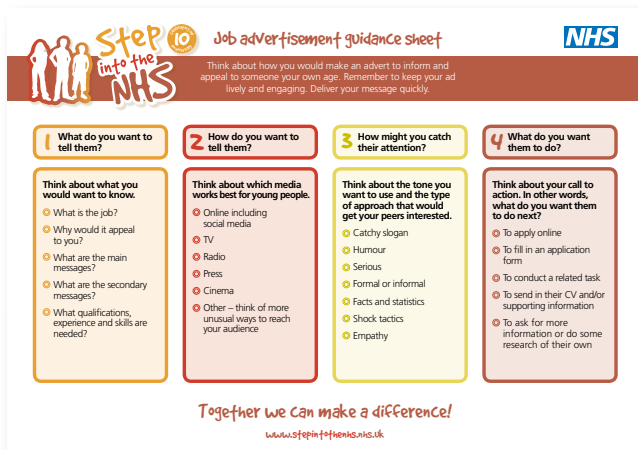 Step
into the
NHS
10
Job advertisement guidance sheet
NHS
Think about how you would make an advert to inform and
appeal to someone your own age. Remember to keep your ad
lively and engaging. Deliver your message quickly.
1 What do you want to
tell them?
Think about what you
would want to know.
What is the job?
Why would it appeal
to you?
What are the main
messages?
What are the secondary
messages?
What qualifications,
experience and skills are
needed?
2 How do you want to
tell them?
Think about which media
works best for young people.
Online including
social media
TV
Radio
Press
Cinema
Other – think of more
unusual ways to reach
your audience
3 How might you catch
their attention?
Think about the tone you
want to use and the type
of approach that would
get your peers interested.
Catchy slogan
Humour
Serious
Formal or informal
Facts and statistics
Shock tactics
Empathy
4 What do you want
them to do?
Think about your call to
action. In other words,
what do you want them
to do next?
To apply online
To fill in an application
form
To conduct a related task
To send in their CV and/or
supporting information
To ask for more
information or do some
research of their own
Together we can make a difference!
www.stepintothenhs.nhs.uk